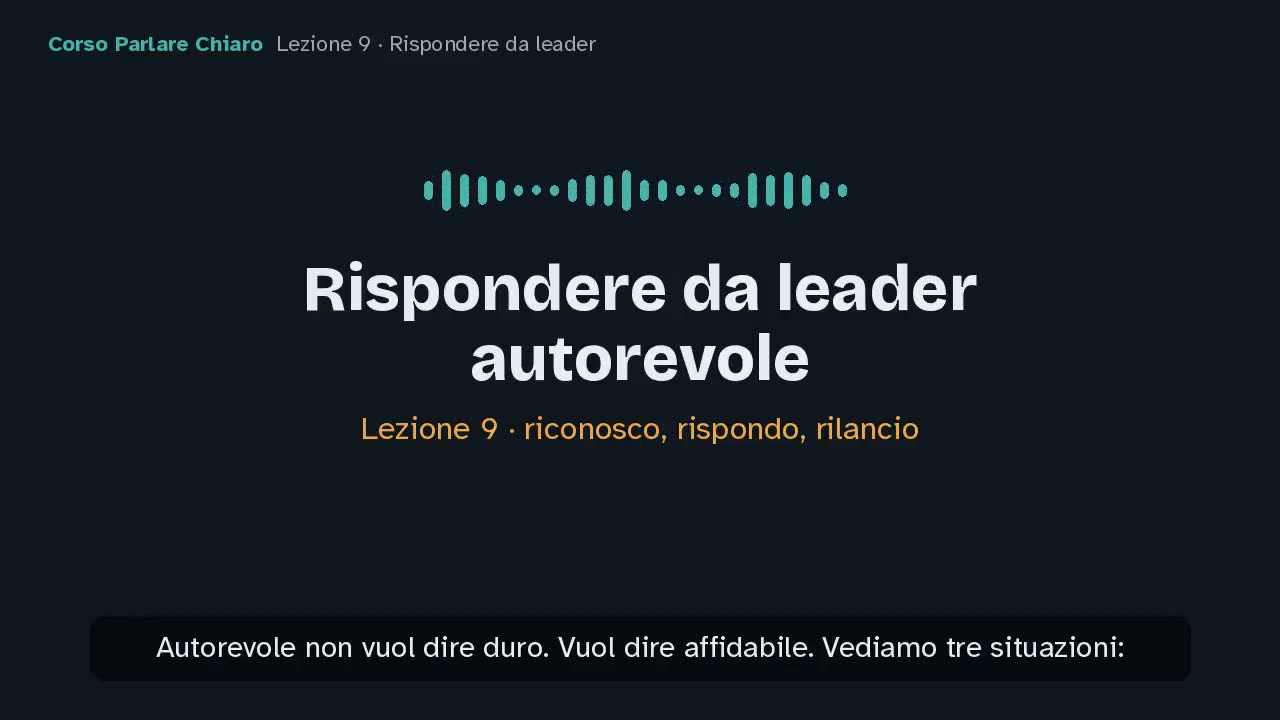 Corso Parlare Chiaro Lezione 9 · Rispondere da leader
Rispondere da leader
autorevole
Lezione 9 · riconosco, rispondo, rilancio
Autorevole non vuol dire duro. Vuol dire affidabile. Vediamo tre situazioni: